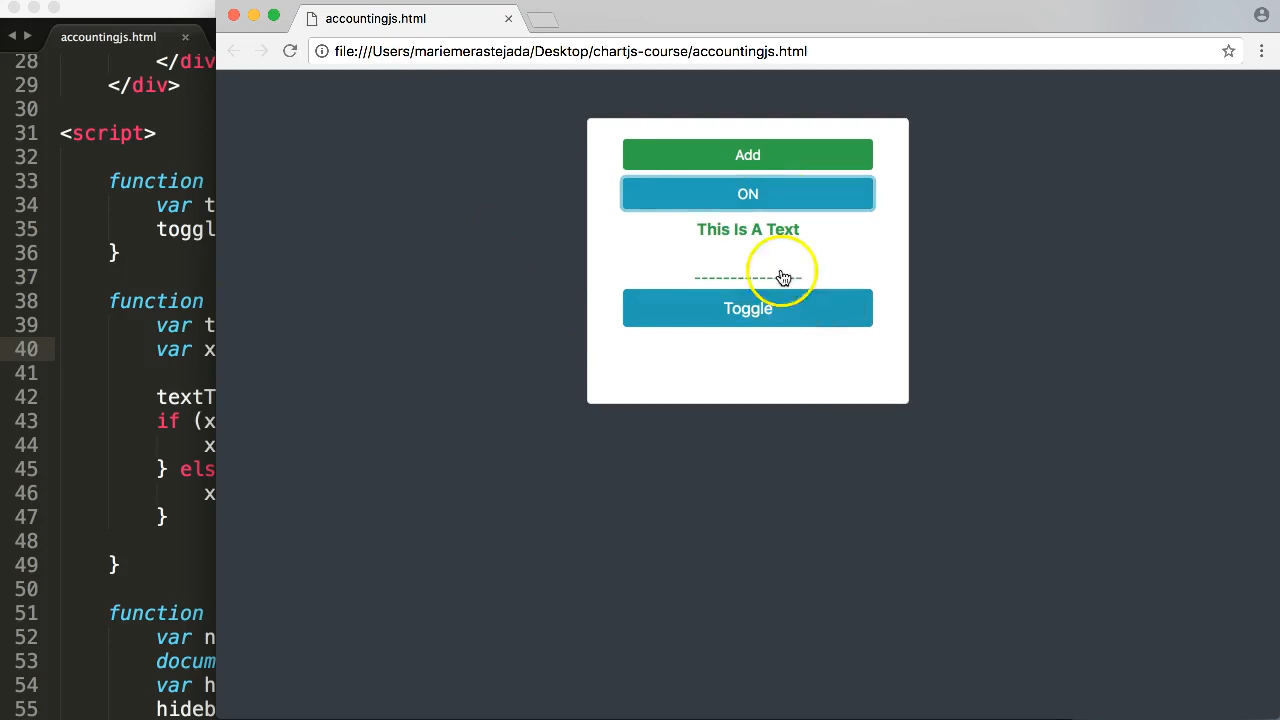 accountingjs.html
accountingjs.html
file:///Users/mariemerastejada/Desktop/chartjs-course/accountingjs.html
28 </div>
29 </div>
30
31 <script>
32
33 function
34 var t
35 toggl
36 }
37
38 function
39 var t
40 var x
41
42 textT
43 if (x
44 x
45 } els
46 x
47 }
48
49 }
50
51 function
52 var n
53 docum
54 var h
55 hideb
Add
ON
This Is A Text
---------------
Toggle